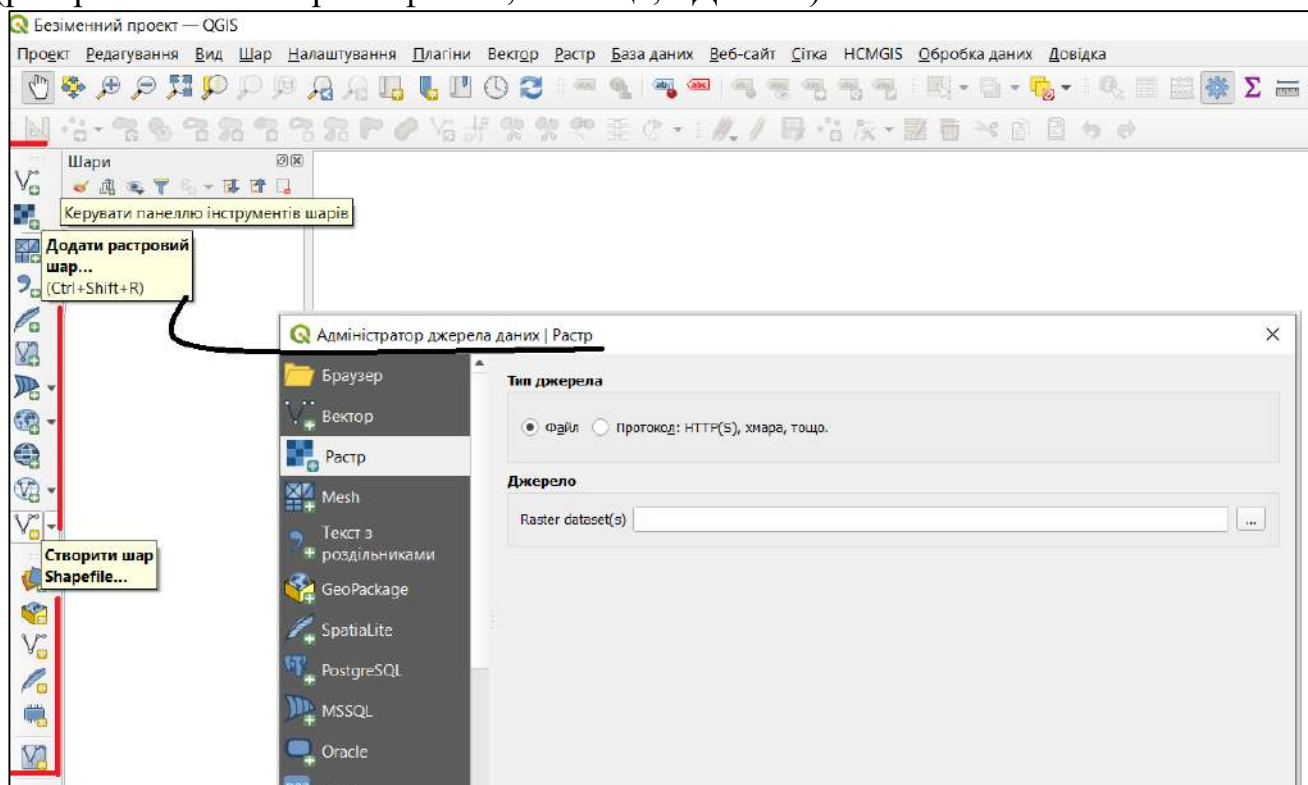 Безіменний проект — QGIS
Проект Редагування Вид Шар Налаштування Плагіни Вектор Растр База даних Веб-сайт Сітка HCMGIS Обробка даних Довідка
Шари
Керувати панеллю інструментів шарів
Додати растровий
шар...
(Ctrl+Shift+R)
Адміністратор джерела даних | Растр
Браузер
Тип джерела
Вектор
Файл Протокол: HTTP(S), хмара, тощо.
Растр
Джерело
Mesh
Raster dataset(s)
...
Текст з
роздільниками
Створити шар
Shapefile...
GeoPackage
SpatiaLite
PostgreSQL
MSSQL
Oracle